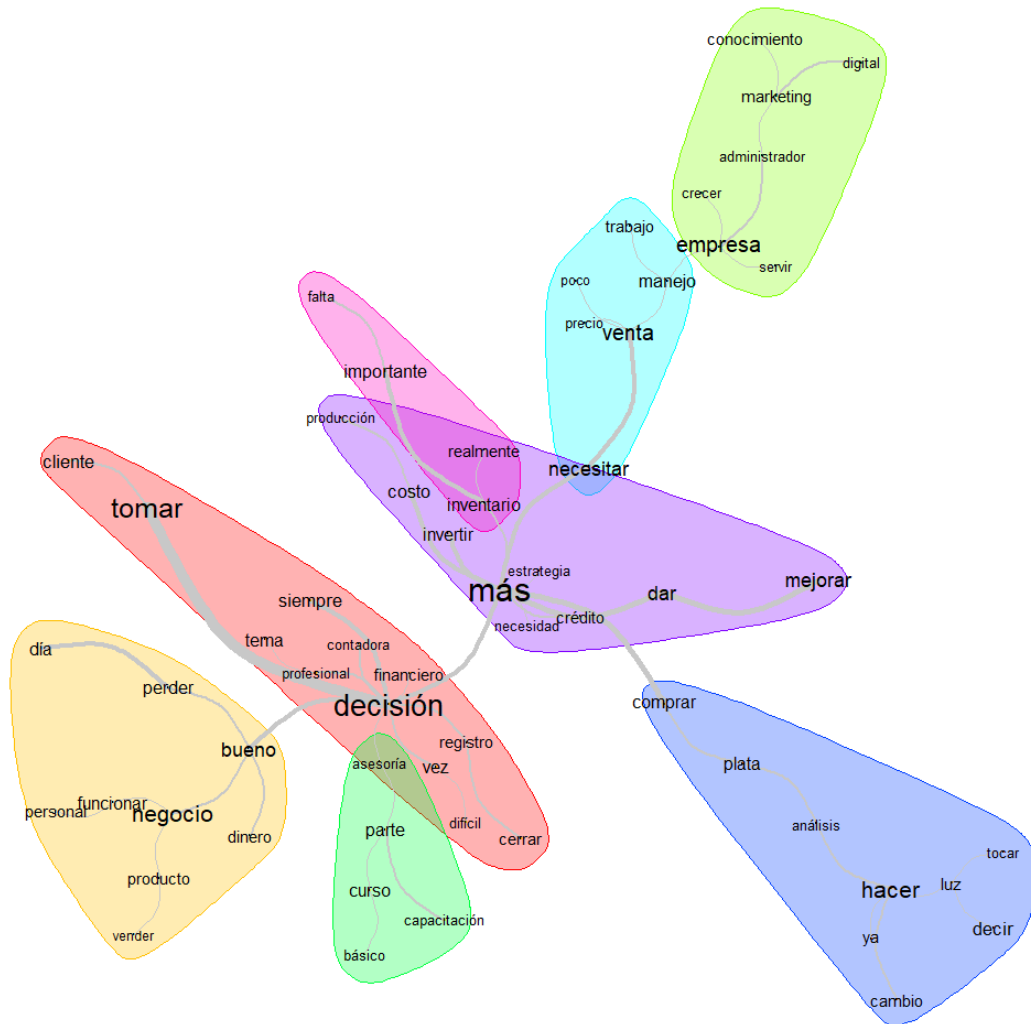 conocimiento
digital
marketing
administrador
crecer
empresa
servir
trabajo
manejo
poco
precio
venta
necesitar
falta
importante
realmente
inventario
producción
costo
invertir
más
estrategia
necesidad
crédito
dar
mejorar
cliente
tomar
siempre
tema
contadora
profesional
financiero
decisión
registro
vez
difícil
cerrar
día
perder
bueno
funcionar
personal
negocio
dinero
producto
vender
asesoría
parte
curso
capacitación
básico
comprar
plata
análisis
tocar
hacer
luz
ya
decir
cambio